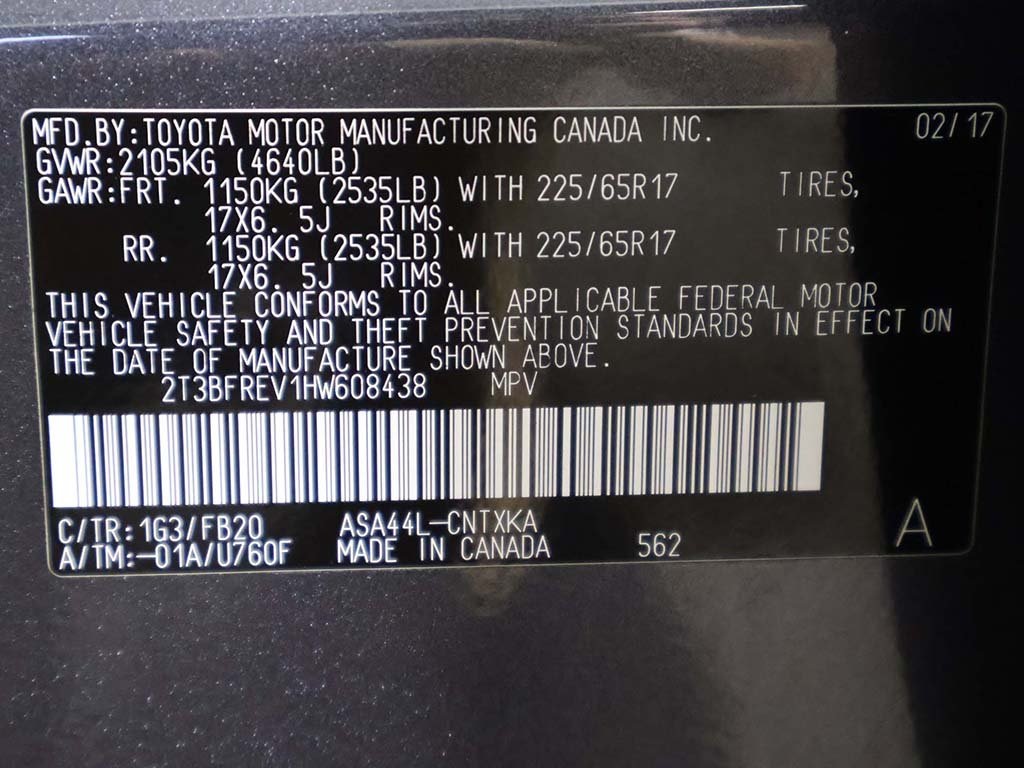 MFD.BY:TOYOTA MOTOR MANUFACTURING CANADA INC. 02/17
GVWR:2105KG (4640LB)
GAWR:FRT. 1150KG (2535LB) WITH 225/65R17 TIRES,
17X6.5J RIMS.
RR. 1150KG (2535LB) WITH 225/65R17 TIRES,
17X6.5J RIMS.
THIS VEHICLE CONFORMS TO ALL APPLICABLE FEDERAL MOTOR
VEHICLE SAFETY AND THEFT PREVENTION STANDARDS IN EFFECT ON
THE DATE OF MANUFACTURE SHOWN ABOVE.
2T3BFREV1HW608438 MPV
C/TR:1G3/FB20 ASA44L-CNTXKA A
A/TM:-01A/U760F MADE IN CANADA 562